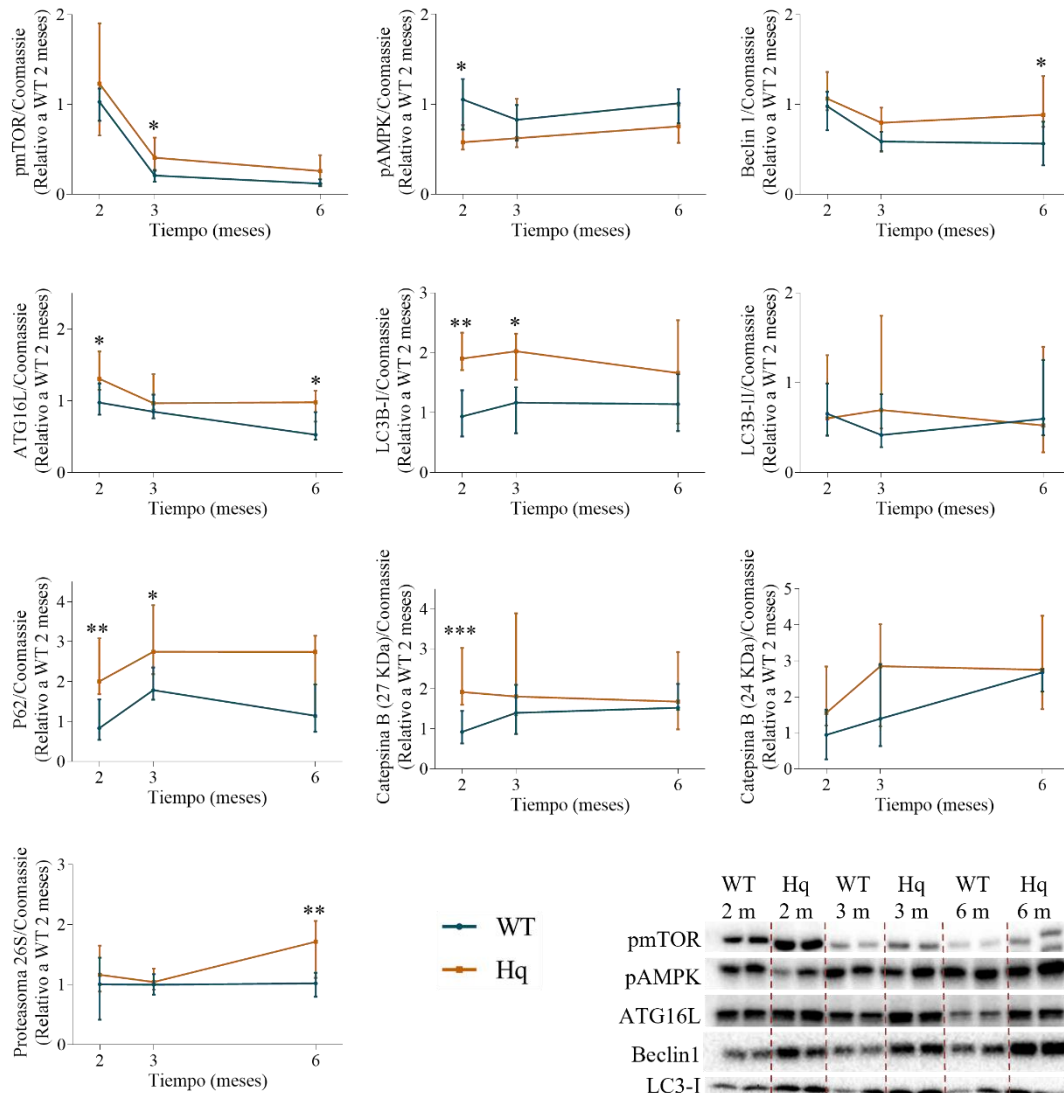 pmTOR/Coomassie
(Relativo a WT 2 meses)
2
1
0
*
2
3
6
Tiempo (meses)
pAMPK/Coomassie
(Relativo a WT 2 meses)
2
1
0
*
2
3
6
Tiempo (meses)
Beclin 1/Coomassie
(Relativo a WT 2 meses)
2
1
0
*
2
3
6
Tiempo (meses)
ATG16L/Coomassie
(Relativo a WT 2 meses)
2
1
0
*
*
2
3
6
Tiempo (meses)
LC3B-I/Coomassie
(Relativo a WT 2 meses)
3
2
1
0
**
*
2
3
6
Tiempo (meses)
LC3B-II/Coomassie
(Relativo a WT 2 meses)
2
1
0
2
3
6
Tiempo (meses)
P62/Coomassie
(Relativo a WT 2 meses)
4
3
2
1
0
**
*
2
3
6
Tiempo (meses)
Catepsina B (27 KDa)/Coomassie
(Relativo a WT 2 meses)
4
3
2
1
0
***
2
3
6
Tiempo (meses)
Catepsina B (24 KDa)/Coomassie
(Relativo a WT 2 meses)
5
4
3
2
1
0
2
3
6
Tiempo (meses)
Proteasoma 26S/Coomassie
(Relativo a WT 2 meses)
3
2
1
0
**
2
3
6
Tiempo (meses)
WT
Hq
WT Hq WT Hq WT Hq
2 m 2 m 3 m 3 m 6 m 6 m
pmTOR
pAMPK
ATG16L
Beclin1
LC3-I